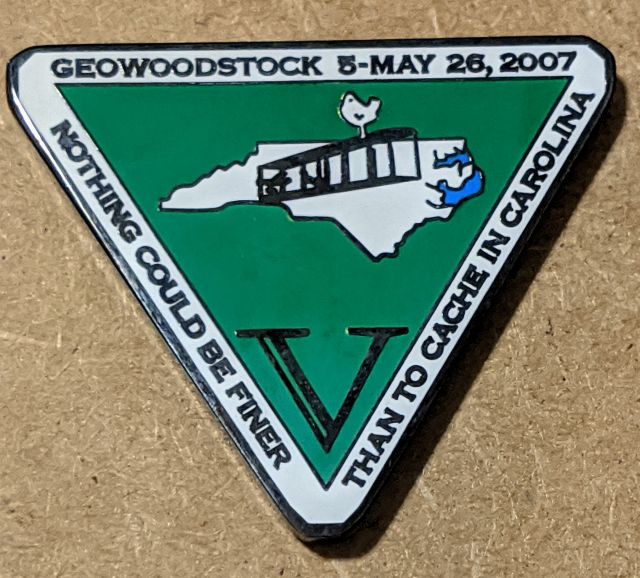 GEOWOODSTOCK 5-MAY 26, 2007
NOTHING COULD BE FINER
THAN TO CACHE IN CAROLINA
V